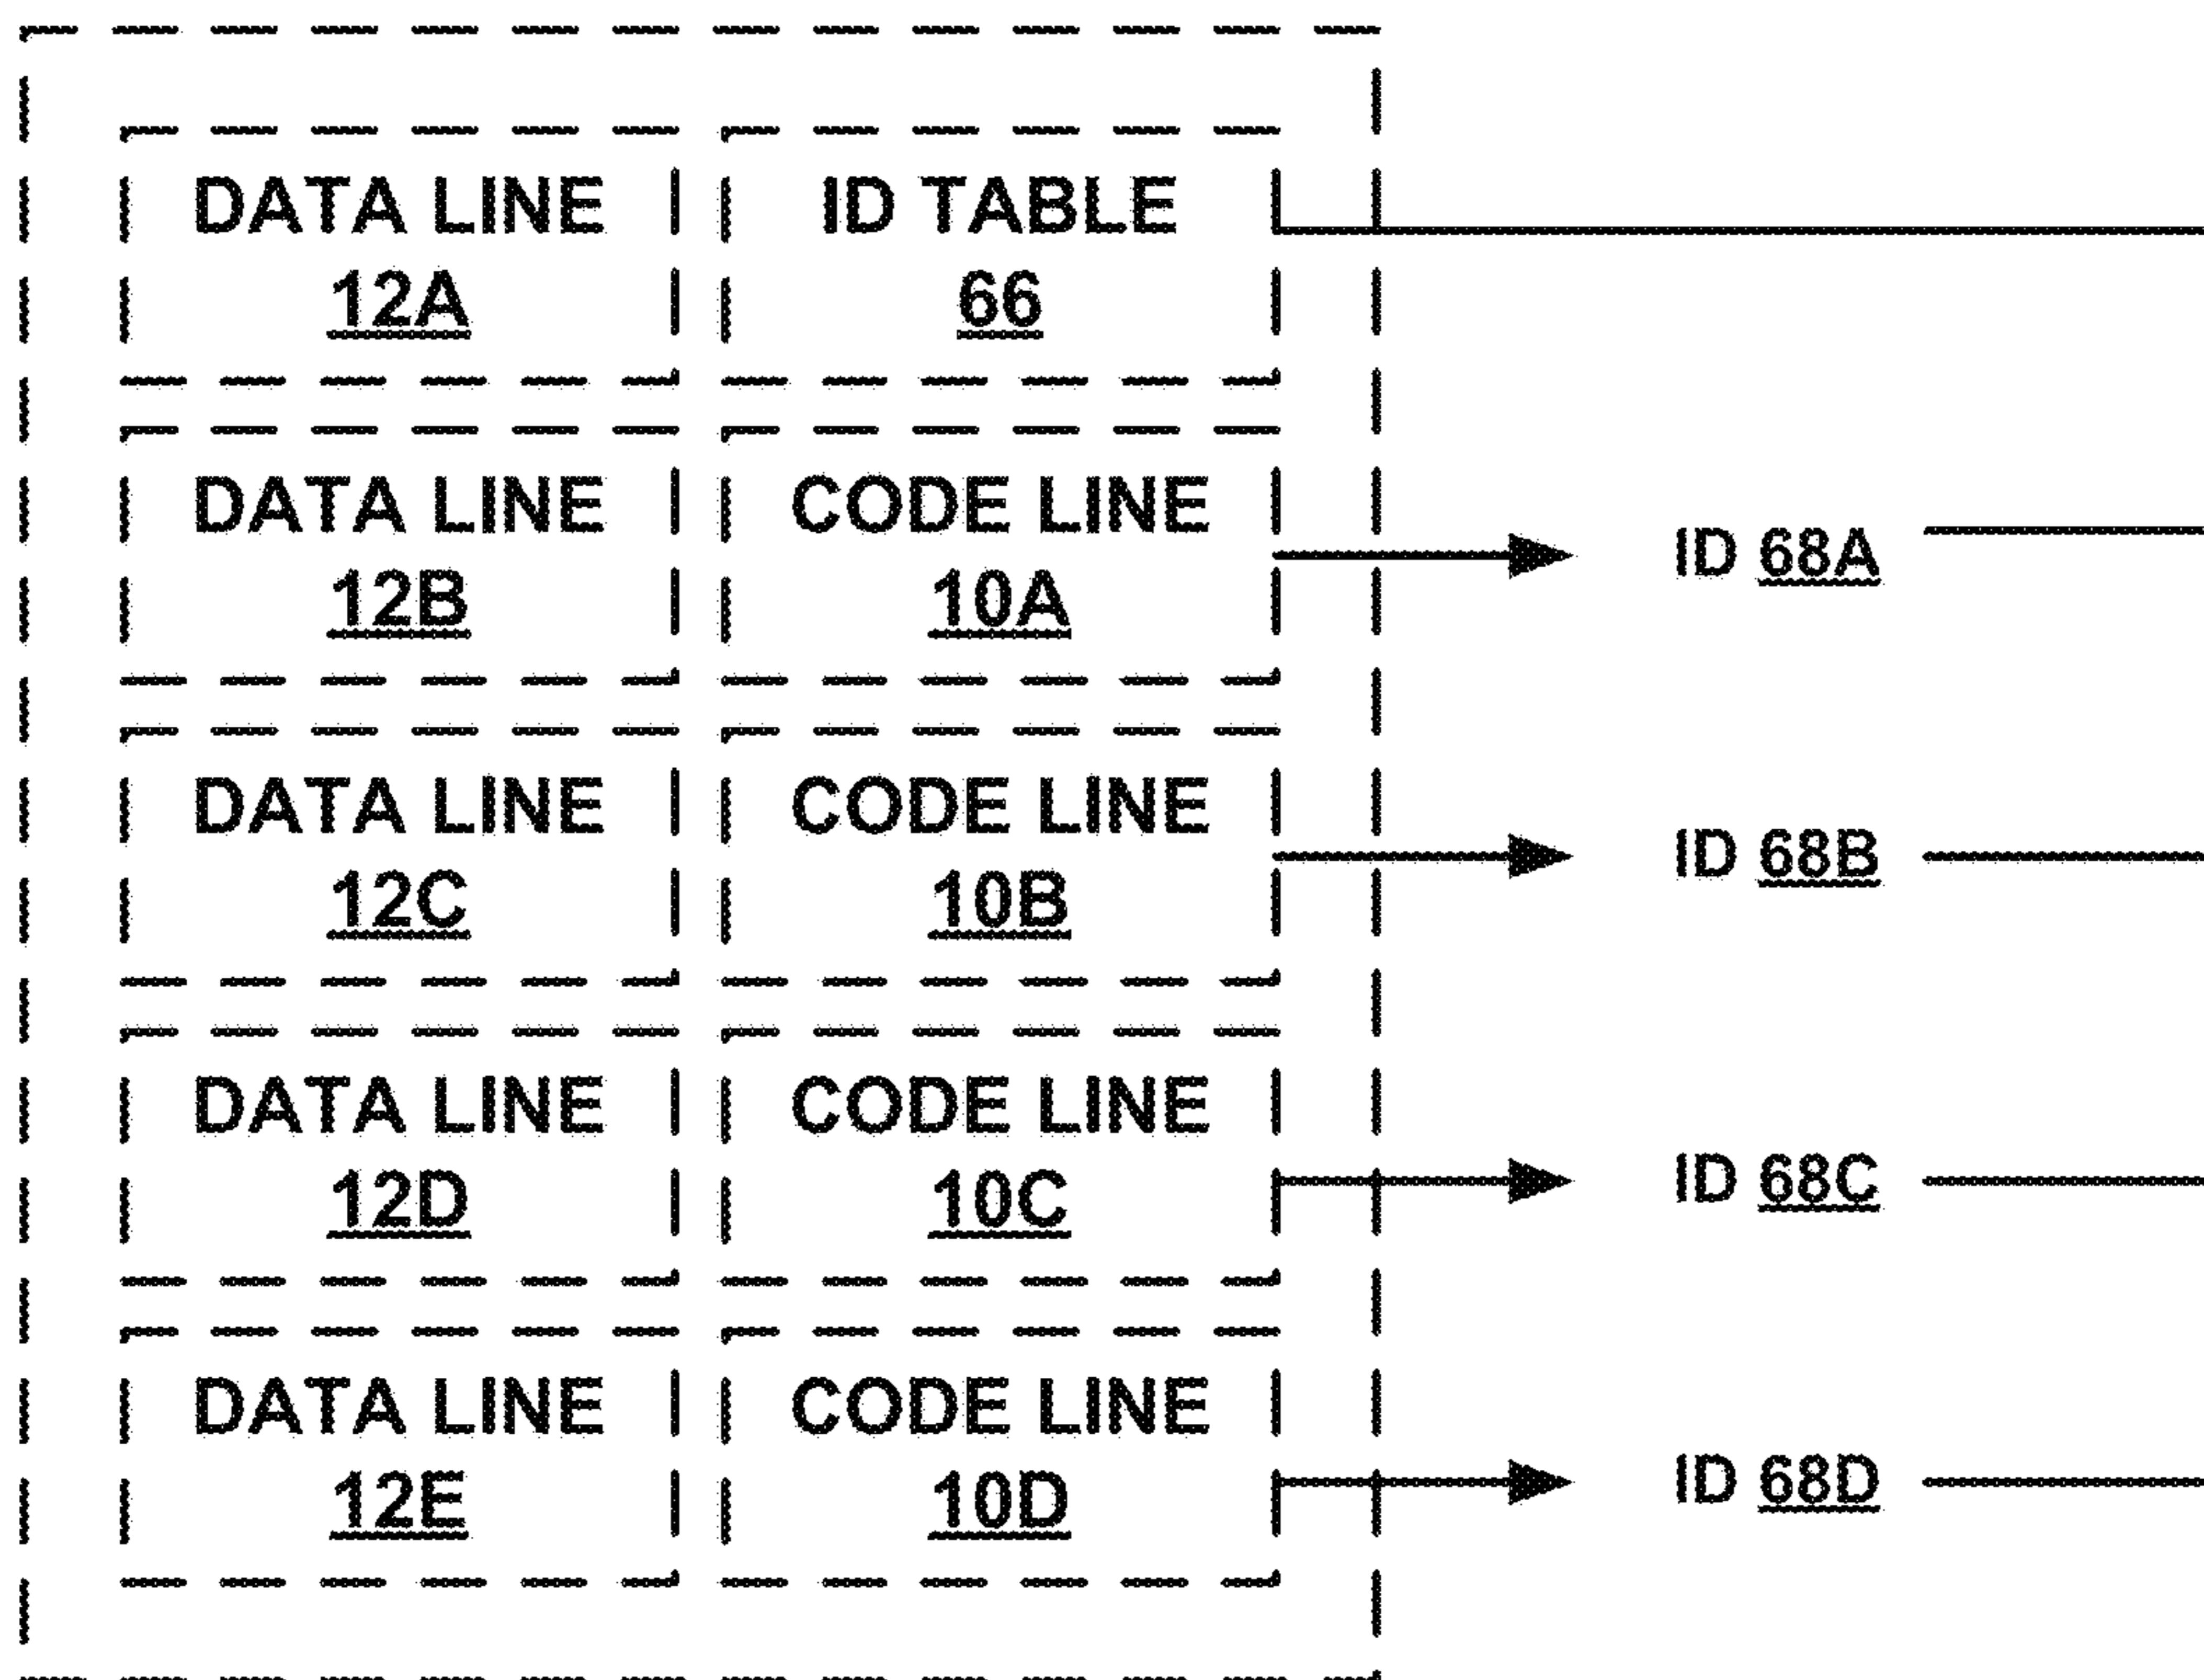 DATA LINE
12A
ID TABLE
66
DATA LINE
12B
CODE LINE
10A
ID 68A
DATA LINE
12C
CODE LINE
10B
ID 68B
DATA LINE
12D
CODE LINE
10C
ID 68C
DATA LINE
12E
CODE LINE
10D
ID 68D